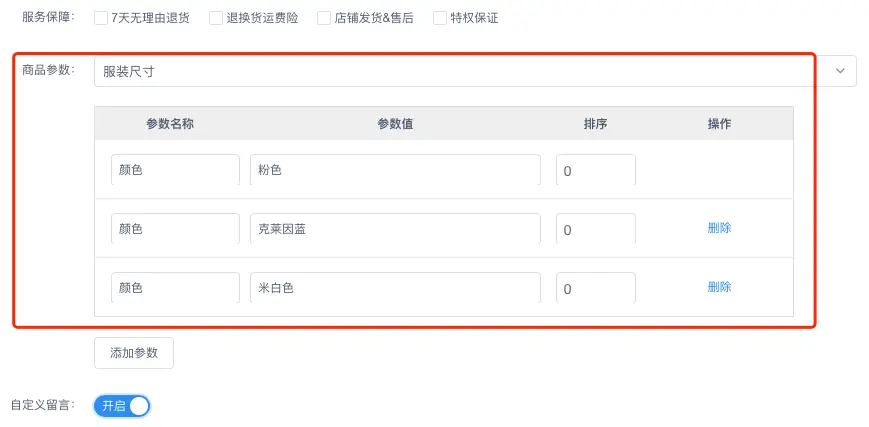 服务保障: 7天无理由退货 退换货运费险 店铺发货&售后 特权保证
商品参数: 服装尺寸
参数名称 参数值 排序 操作
颜色 粉色 0
颜色 克莱因蓝 0 删除
颜色 米白色 0 删除
添加参数
自定义留言: 开启